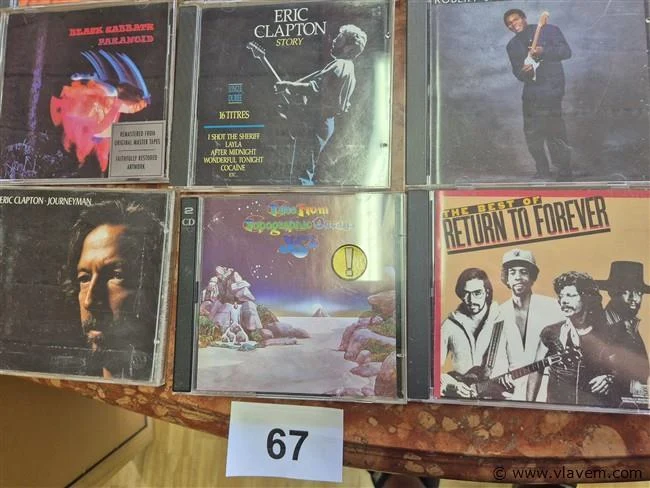 BLACK SABBATH
PARANOID
REMASTERED FROM
ORIGINAL MASTER TAPES
FAITHFULLY RESTORED
ARTWORK
ERIC
CLAPTON
STORY
16 TITRES
I SHOT THE SHERIFF
LAYLA
AFTER MIDNIGHT
WONDERFUL TONIGHT
COCAÏNE
ETC.
ROBERT
ERIC CLAPTON · JOURNEYMAN
2
CD
Tales From
Topographic Oceans
YES
!
THE BEST OF
RETURN TO FOREVER
67
© www.vlavem.com